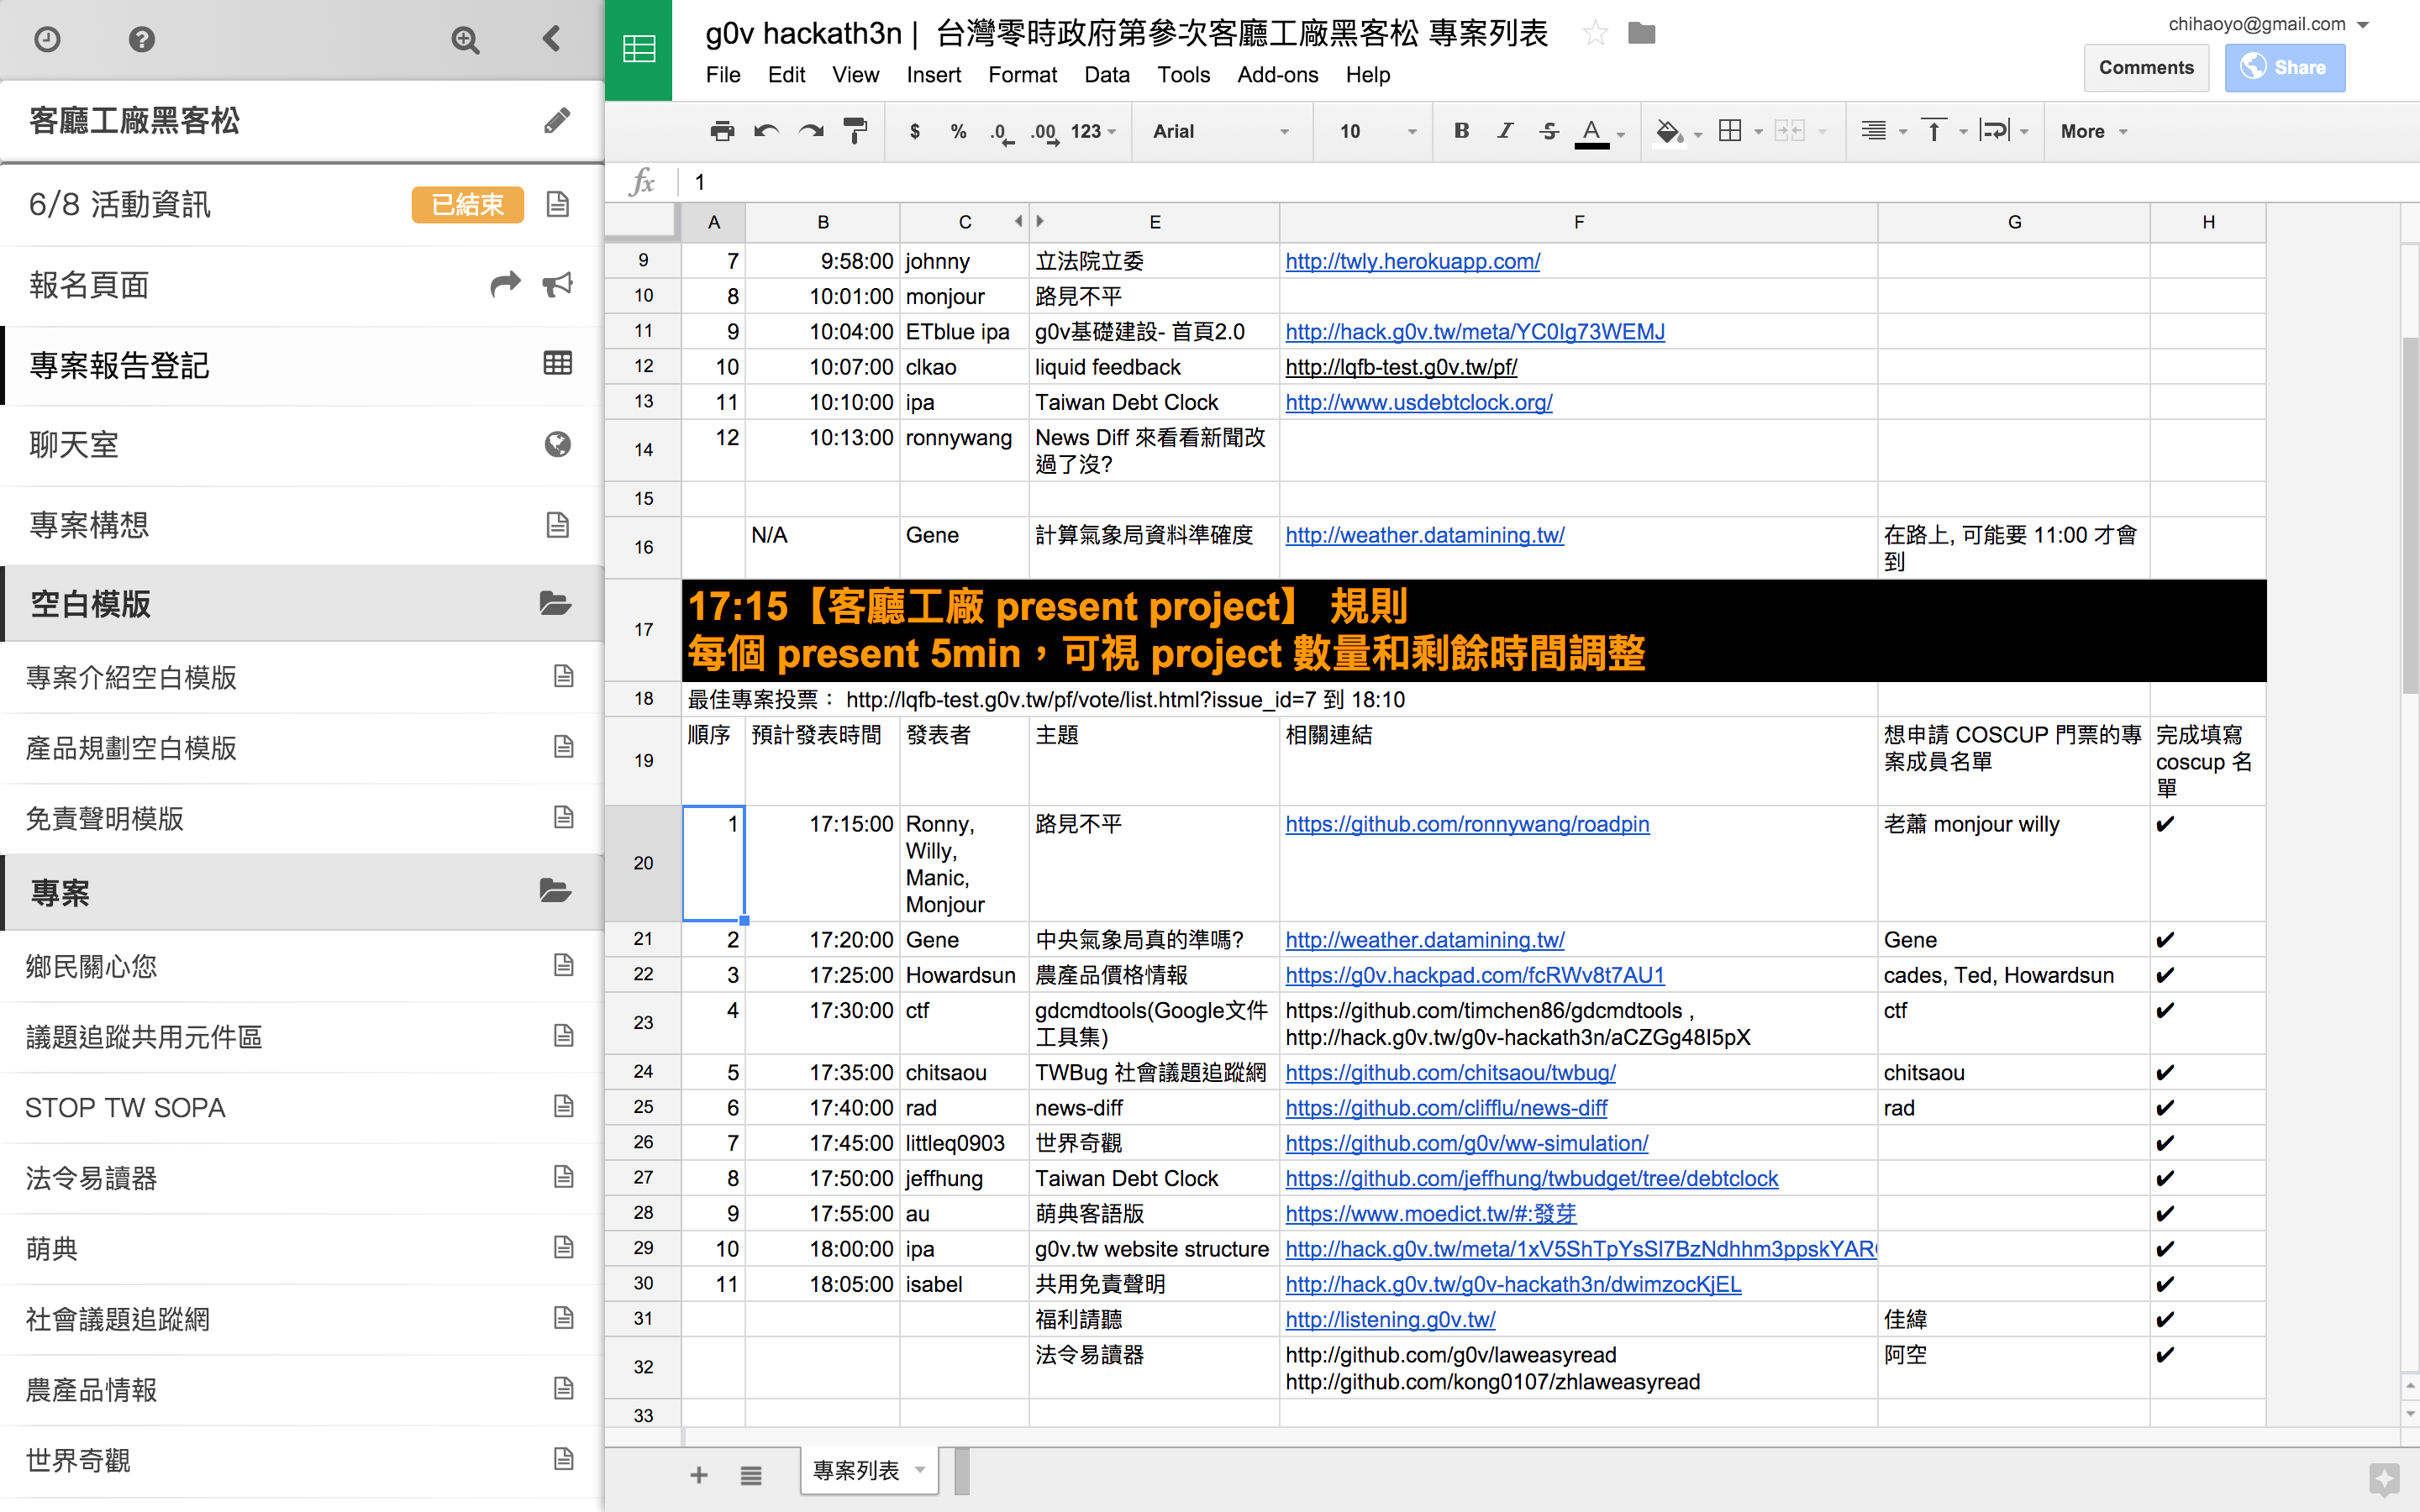 客廳工廠黑客松
6/8 活動資訊 已結束
報名頁面
專案報告登記
聊天室
專案構想
空白模版
專案介紹空白模版
產品規劃空白模版
免責聲明模版
專案
鄉民關心您
議題追蹤共用元件區
STOP TW SOPA
法令易讀器
萌典
社會議題追蹤網
農產品情報
世界奇觀
g0v hackath3n | 台灣零時政府第參次客廳工廠黑客松 專案列表
chihaoyo@gmail.com
File Edit View Insert Format Data Tools Add-ons Help
Comments Share
$ % .0 .00 123 Arial 10 B I S A More
fx 1
A B C E F G H
9 7 9:58:00 johnny 立法院立委 http://twly.herokuapp.com/
10 8 10:01:00 monjour 路見不平
11 9 10:04:00 ETblue ipa g0v基礎建設- 首頁2.0 http://hack.g0v.tw/meta/YC0Ig73WEMJ
12 10 10:07:00 clkao liquid feedback http://lqfb-test.g0v.tw/pf/
13 11 10:10:00 ipa Taiwan Debt Clock http://www.usdebtclock.org/
14 12 10:13:00 ronnywang News Diff 來看看新聞改
過了沒?
15
16 N/A Gene 計算氣象局資料準確度 http://weather.datamining.tw/ 在路上, 可能要 11:00 才會
到
17 17:15【客廳工廠 present project】 規則
每個 present 5min，可視 project 數量和剩餘時間調整
18 最佳專案投票： http://lqfb-test.g0v.tw/pf/vote/list.html?issue_id=7 到 18:10
19 順序 預計發表時間 發表者 主題 相關連結 想申請 COSCUP 門票的專
案成員名單 完成填寫
coscup 名
單
20 1 17:15:00 Ronny,
Willy,
Manic,
Monjour 路見不平 https://github.com/ronnywang/roadpin 老蕭 monjour willy ✔
21 2 17:20:00 Gene 中央氣象局真的準嗎? http://weather.datamining.tw/ Gene ✔
22 3 17:25:00 Howardsun 農產品價格情報 https://g0v.hackpad.com/fcRWv8t7AU1 cades, Ted, Howardsun ✔
23 4 17:30:00 ctf gdcmdtools(Google文件
工具集) https://github.com/timchen86/gdcmdtools ,
http://hack.g0v.tw/g0v-hackath3n/aCZGg48I5pX ctf ✔
24 5 17:35:00 chitsaou TWBug 社會議題追蹤網 https://github.com/chitsaou/twbug/ chitsaou ✔
25 6 17:40:00 rad news-diff https://github.com/clifflu/news-diff rad ✔
26 7 17:45:00 littleq0903 世界奇觀 https://github.com/g0v/ww-simulation/ ✔
27 8 17:50:00 jeffhung Taiwan Debt Clock https://github.com/jeffhung/twbudget/tree/debtclock ✔
28 9 17:55:00 au 萌典客語版 https://www.moedict.tw/#:發芽 ✔
29 10 18:00:00 ipa g0v.tw website structure http://hack.g0v.tw/meta/1xV5ShTpYsSl7BzNdhhm3ppskYAR ✔
30 11 18:05:00 isabel 共用免責聲明 http://hack.g0v.tw/g0v-hackath3n/dwimzocKjEL ✔
31 福利請聽 http://listening.g0v.tw/ 佳緯 ✔
32 法令易讀器 http://github.com/g0v/laweasyread
http://github.com/kong0107/zhlaweasyread 阿空 ✔
33
專案列表